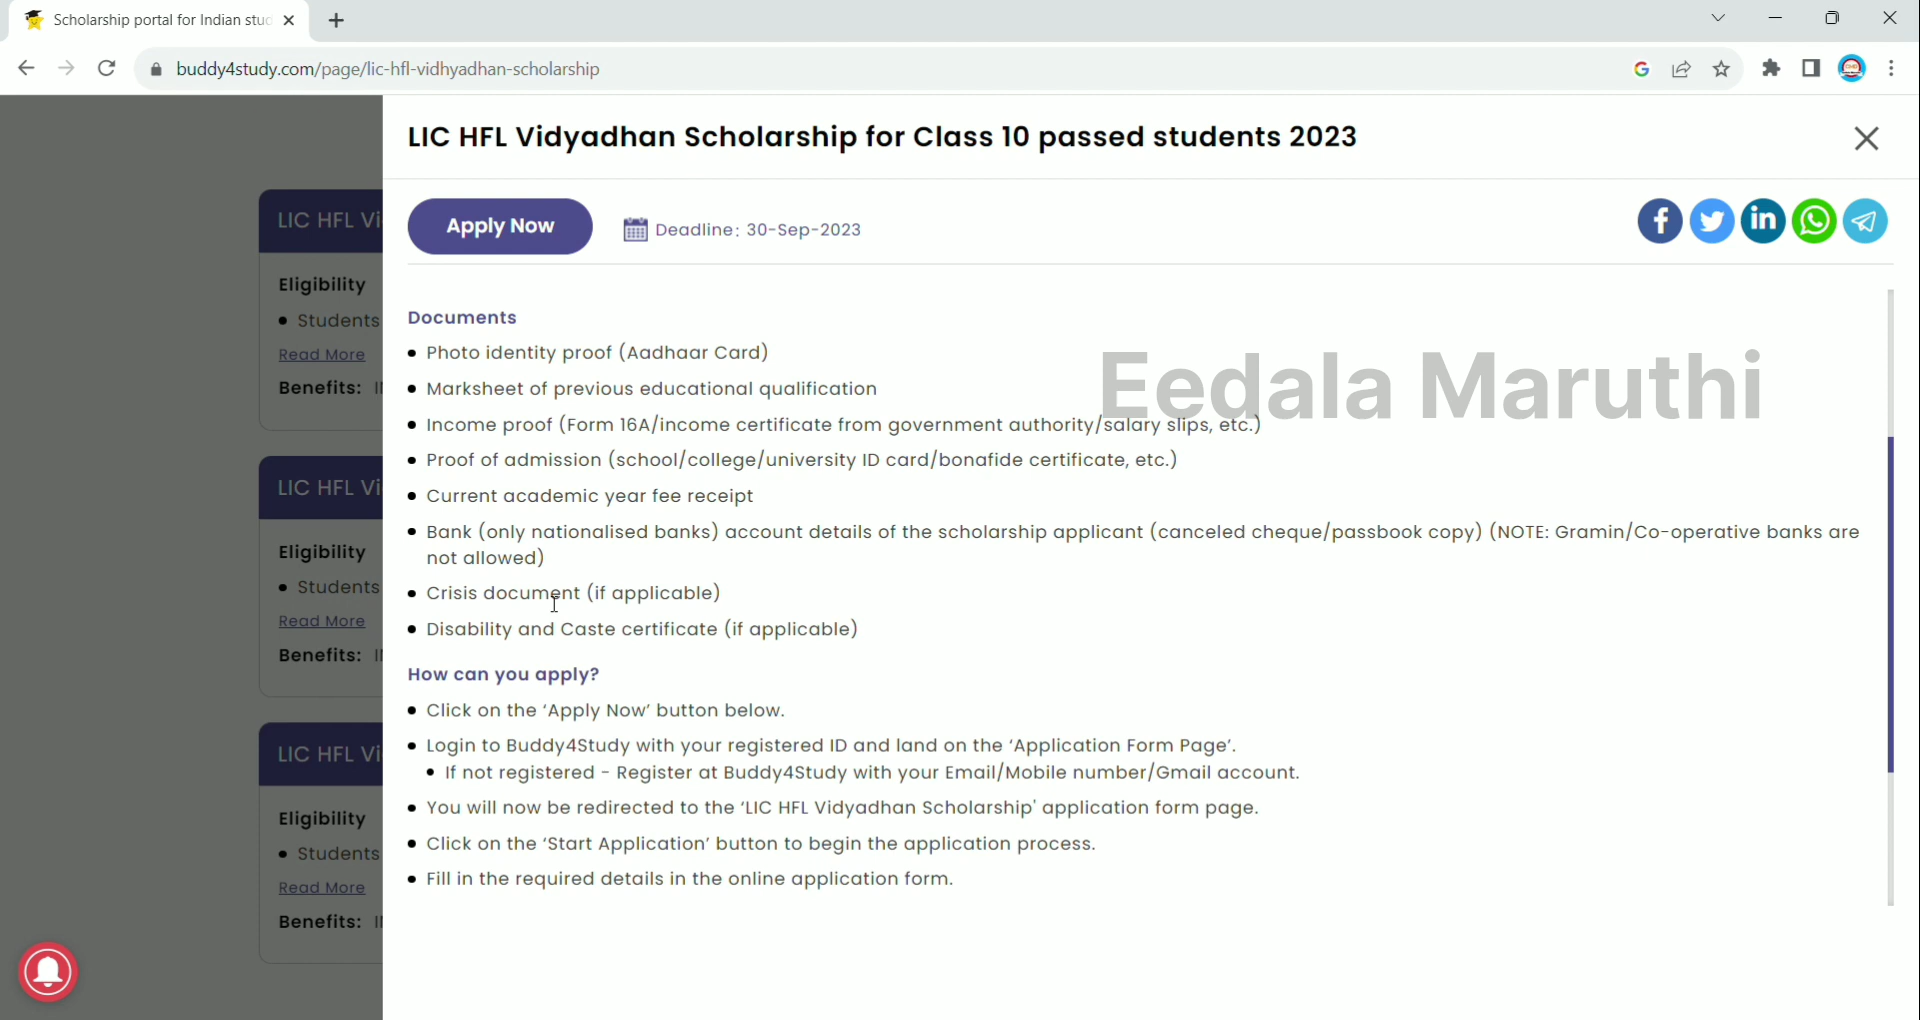 Scholarship portal for Indian stud
buddy4study.com/page/lic-hfl-vidhyadhan-scholarship
LIC HFL Vidyadhan Scholarship for Class 10 passed students 2023
Apply Now
Deadline: 30-Sep-2023
LIC HFL Vi
Eligibility
Students
Read More
Benefits:
LIC HFL Vi
Eligibility
Students
Read More
Benefits:
LIC HFL Vi
Eligibility
Students
Read More
Benefits:
Documents
Photo identity proof (Aadhaar Card)
Eedala Maruthi
Marksheet of previous educational qualification
Income proof (Form 16A/income certificate from government authority/salary slips, etc.)
Proof of admission (school/college/university ID card/bonafide certificate, etc.)
Current academic year fee receipt
Bank (only nationalised banks) account details of the scholarship applicant (canceled cheque/passbook copy) (NOTE: Gramin/Co-operative banks are
not allowed)
Crisis document (if applicable)
Disability and Caste certificate (if applicable)
How can you apply?
Click on the ‘Apply Now’ button below.
Login to Buddy4Study with your registered ID and land on the ‘Application Form Page’.
If not registered - Register at Buddy4Study with your Email/Mobile number/Gmail account.
You will now be redirected to the ‘LIC HFL Vidyadhan Scholarship' application form page.
Click on the ‘Start Application’ button to begin the application process.
Fill in the required details in the online application form.